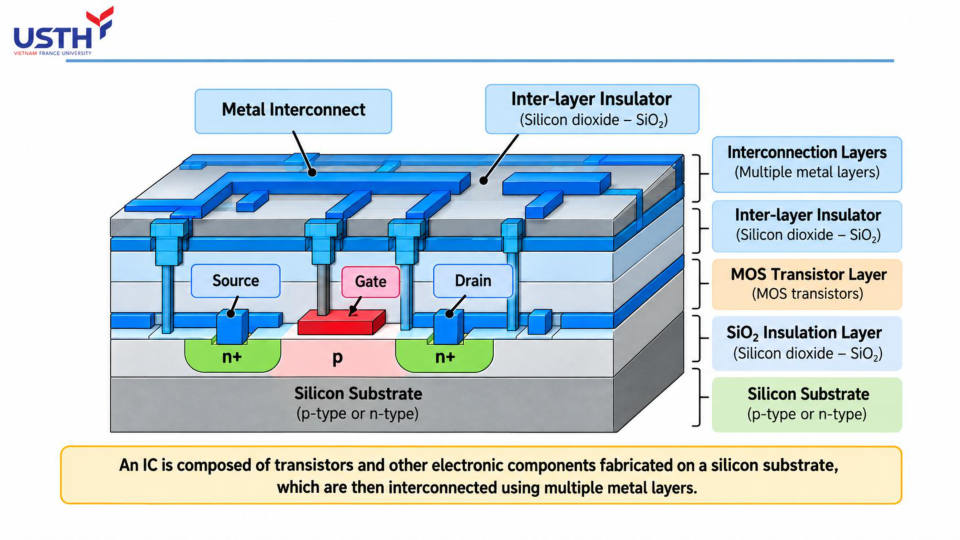 USTH
VIETNAM FRANCE UNIVERSITY
Metal Interconnect
Inter-layer Insulator
(Silicon dioxide – SiO₂)
Interconnection Layers
(Multiple metal layers)
Inter-layer Insulator
(Silicon dioxide – SiO₂)
MOS Transistor Layer
(MOS transistors)
SiO₂ Insulation Layer
(Silicon dioxide – SiO₂)
Silicon Substrate
(p-type or n-type)
Source
Gate
Drain
n+
p
n+
Silicon Substrate
(p-type or n-type)
An IC is composed of transistors and other electronic components fabricated on a silicon substrate,
which are then interconnected using multiple metal layers.